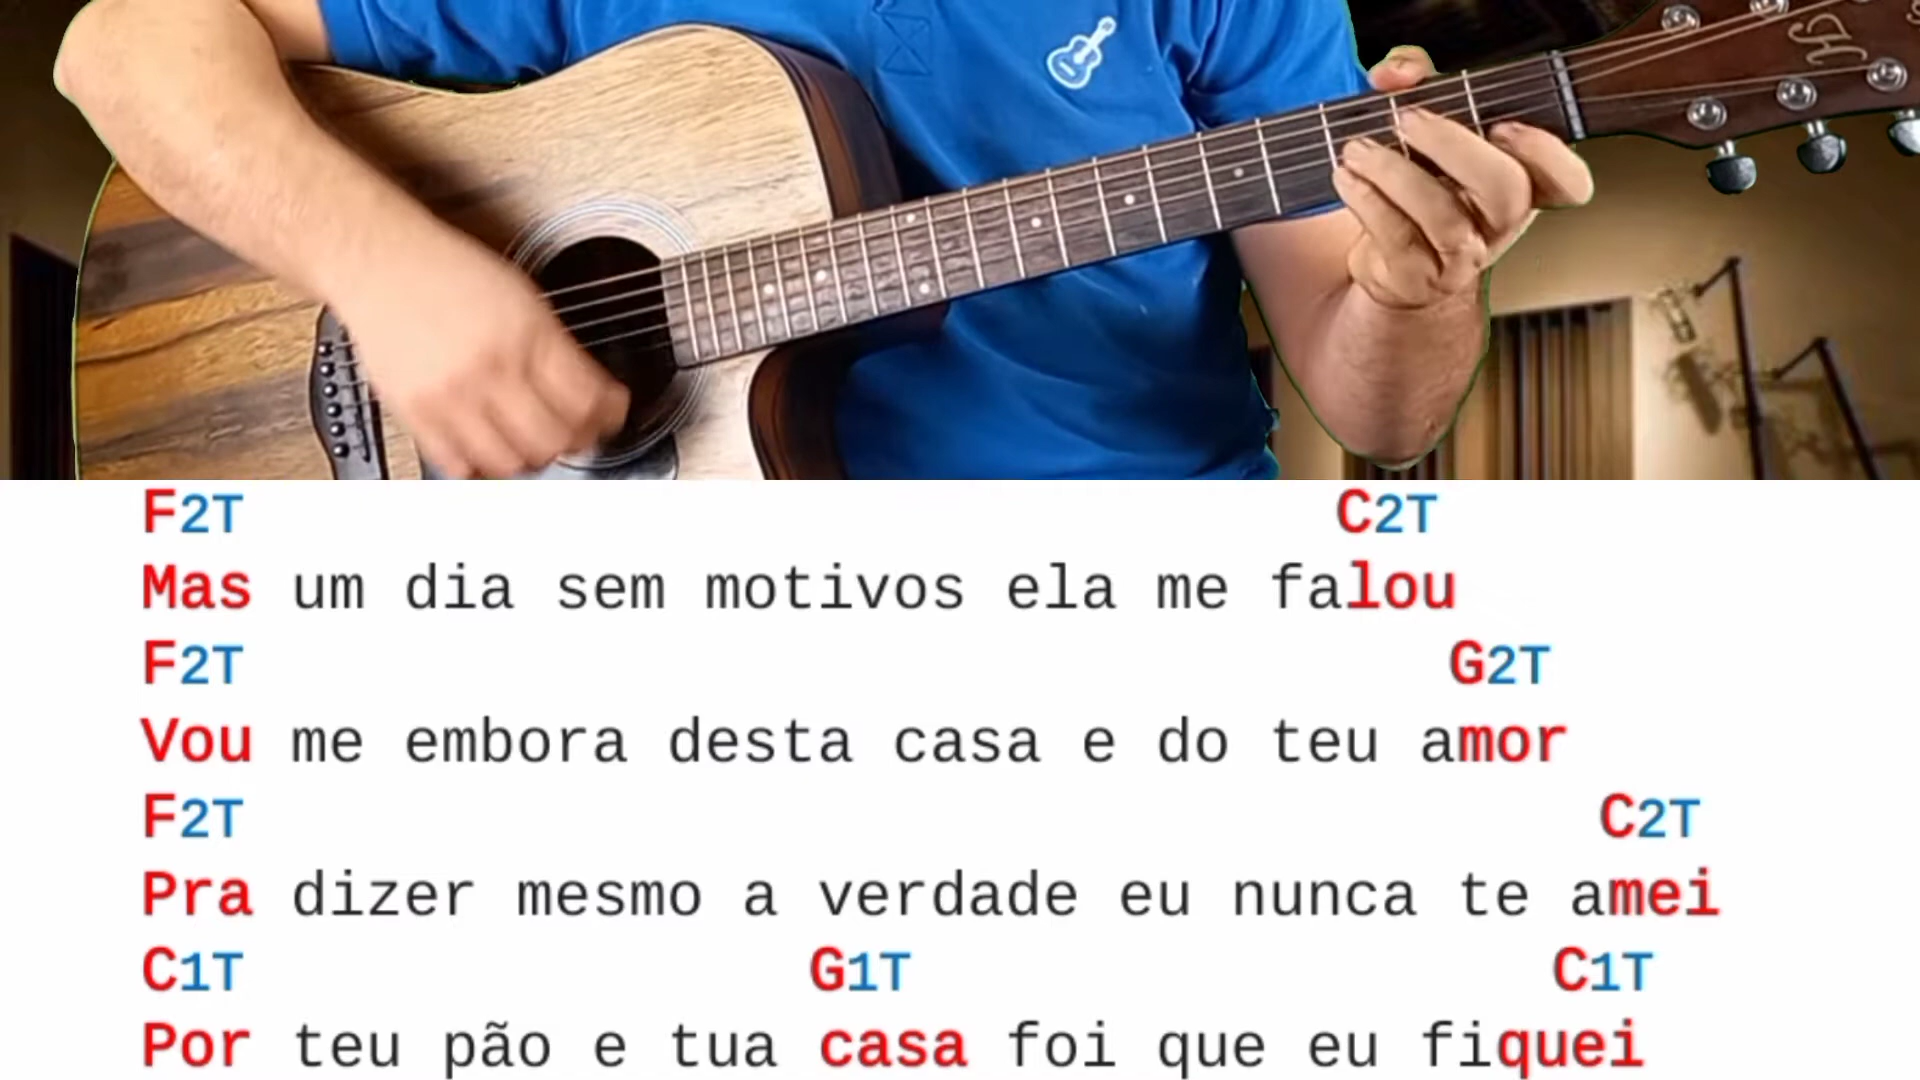 F2T C2T
Mas um dia sem motivos ela me falou
F2T G2T
Vou me embora desta casa e do teu amor
F2T C2T
Pra dizer mesmo a verdade eu nunca te amei
C1T G1T C1T
Por teu pão e tua casa foi que eu fiquei